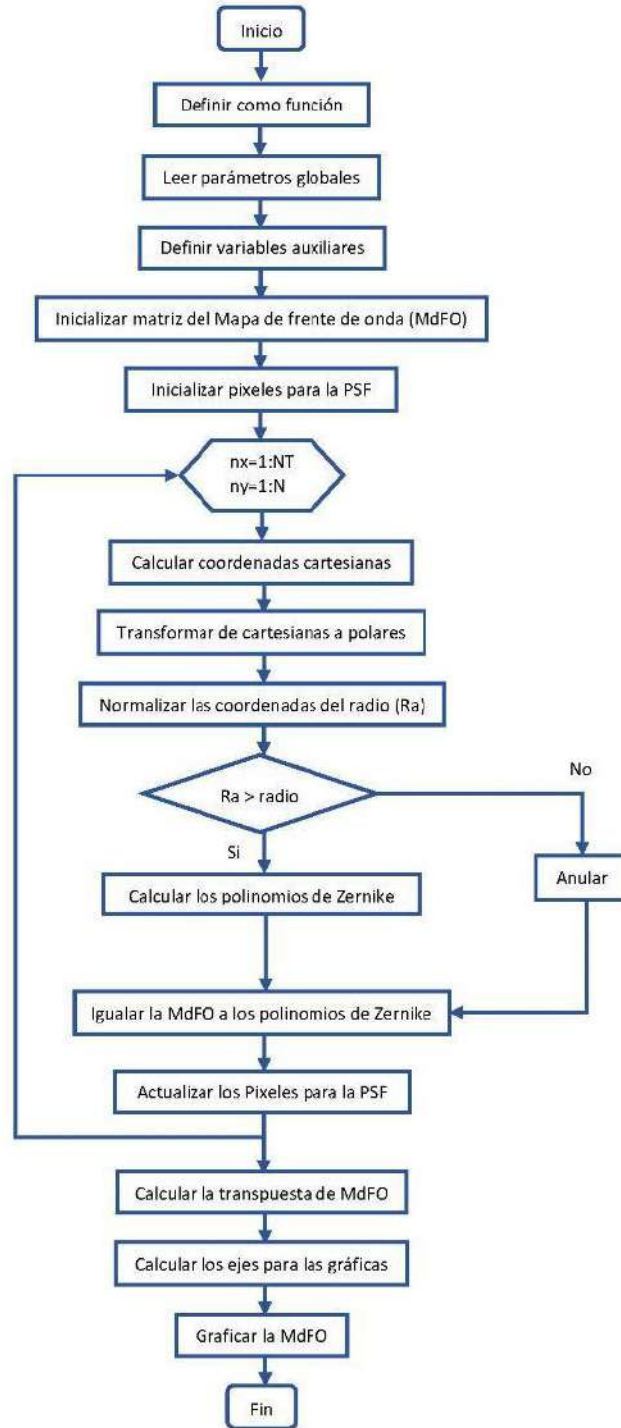 Inicio
Definir como función
Leer parámetros globales
Definir variables auxiliares
Inicializar matriz del Mapa de frente de onda (MdFO)
Inicializar pixeles para la PSF
nx=1:NT
ny=1:N
Calcular coordenadas cartesianas
Transformar de cartesianas a polares
Normalizar las coordenadas del radio (Ra)
Ra > radio
No
Si
Calcular los polinomios de Zernike
Anular
Igualar la MdFO a los polinomios de Zernike
Actualizar los Pixeles para la PSF
Calcular la transpuesta de MdFO
Calcular los ejes para las gráficas
Graficar la MdFO
Fin